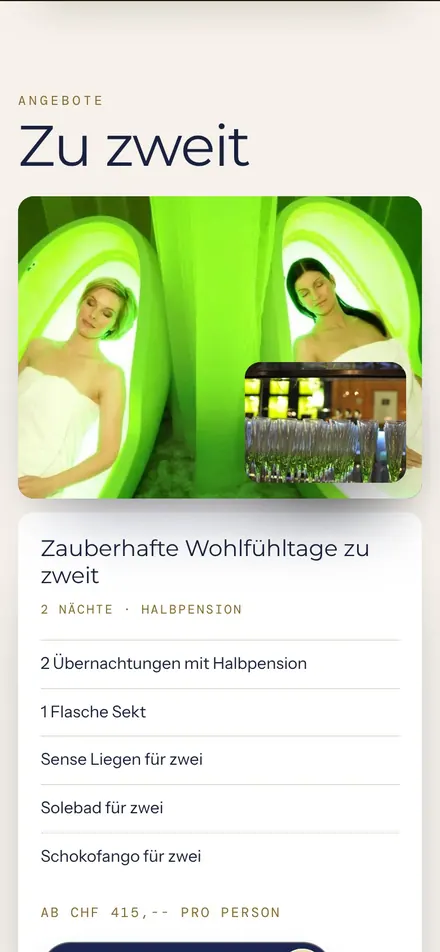 ANGEBOTE
Zu zweit
Zauberhafte Wohlfühltage zu
zweit
2 NÄCHTE · HALBPENSION
2 Übernachtungen mit Halbpension
1 Flasche Sekt
Sense Liegen für zwei
Solebad für zwei
Schokofango für zwei
AB CHF 415,-- PRO PERSON